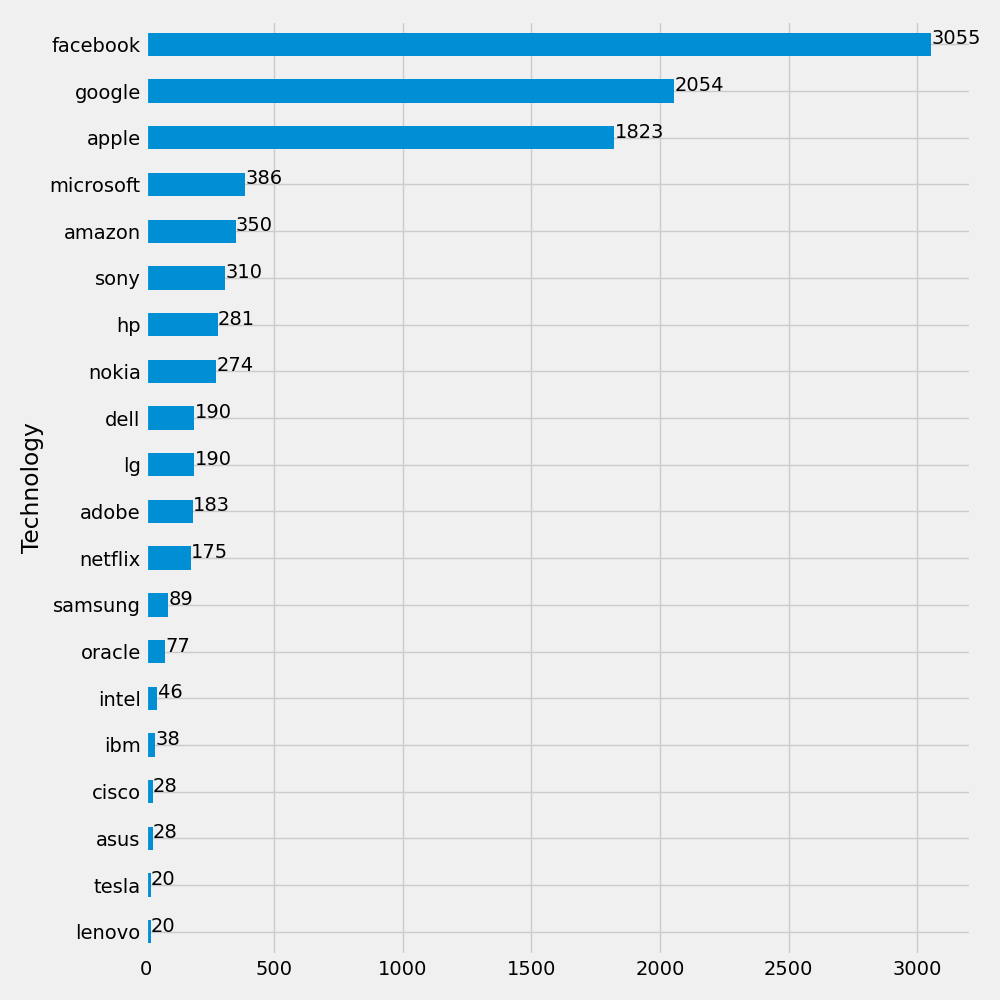 facebook 3055
google 2054
apple 1823
microsoft 386
amazon 350
sony 310
hp 281
nokia 274
dell 190
lg 190
adobe 183
netflix 175
samsung 89
oracle 77
intel 46
ibm 38
cisco 28
asus 28
tesla 20
lenovo 20
0 500 1000 1500 2000 2500 3000
Technology